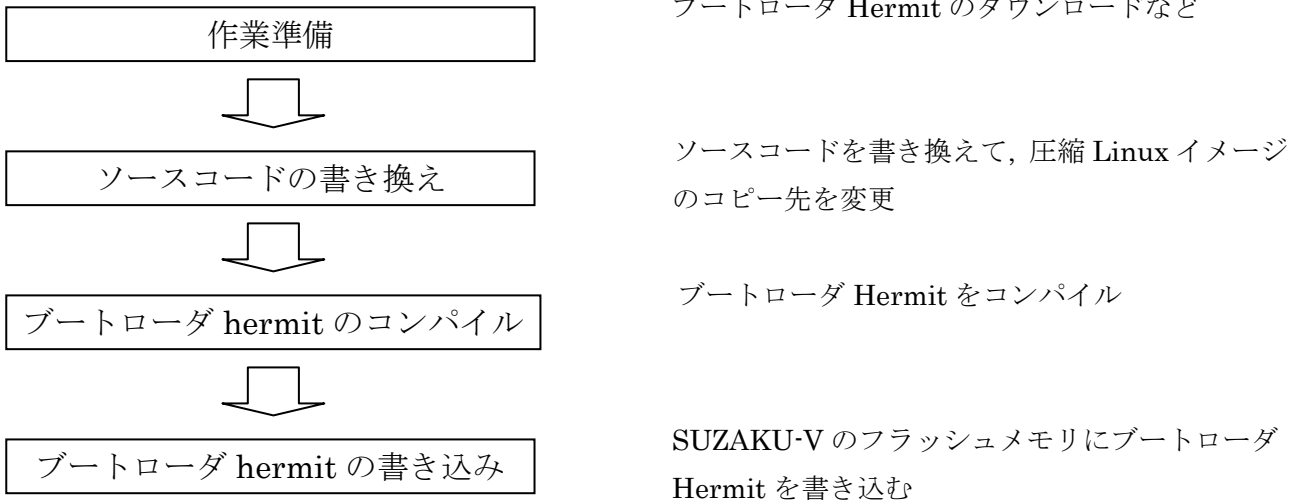 ブートローダ Hermit のダウンロードなど
作業準備
ソースコードを書き換えて, 圧縮 Linux イメージ
のコピー先を変更
ソースコードの書き換え
ブートローダ Hermit をコンパイル
ブートローダ hermit のコンパイル
SUZAKU-V のフラッシュメモリにブートローダ
Hermit を書き込む
ブートローダ hermit の書き込み